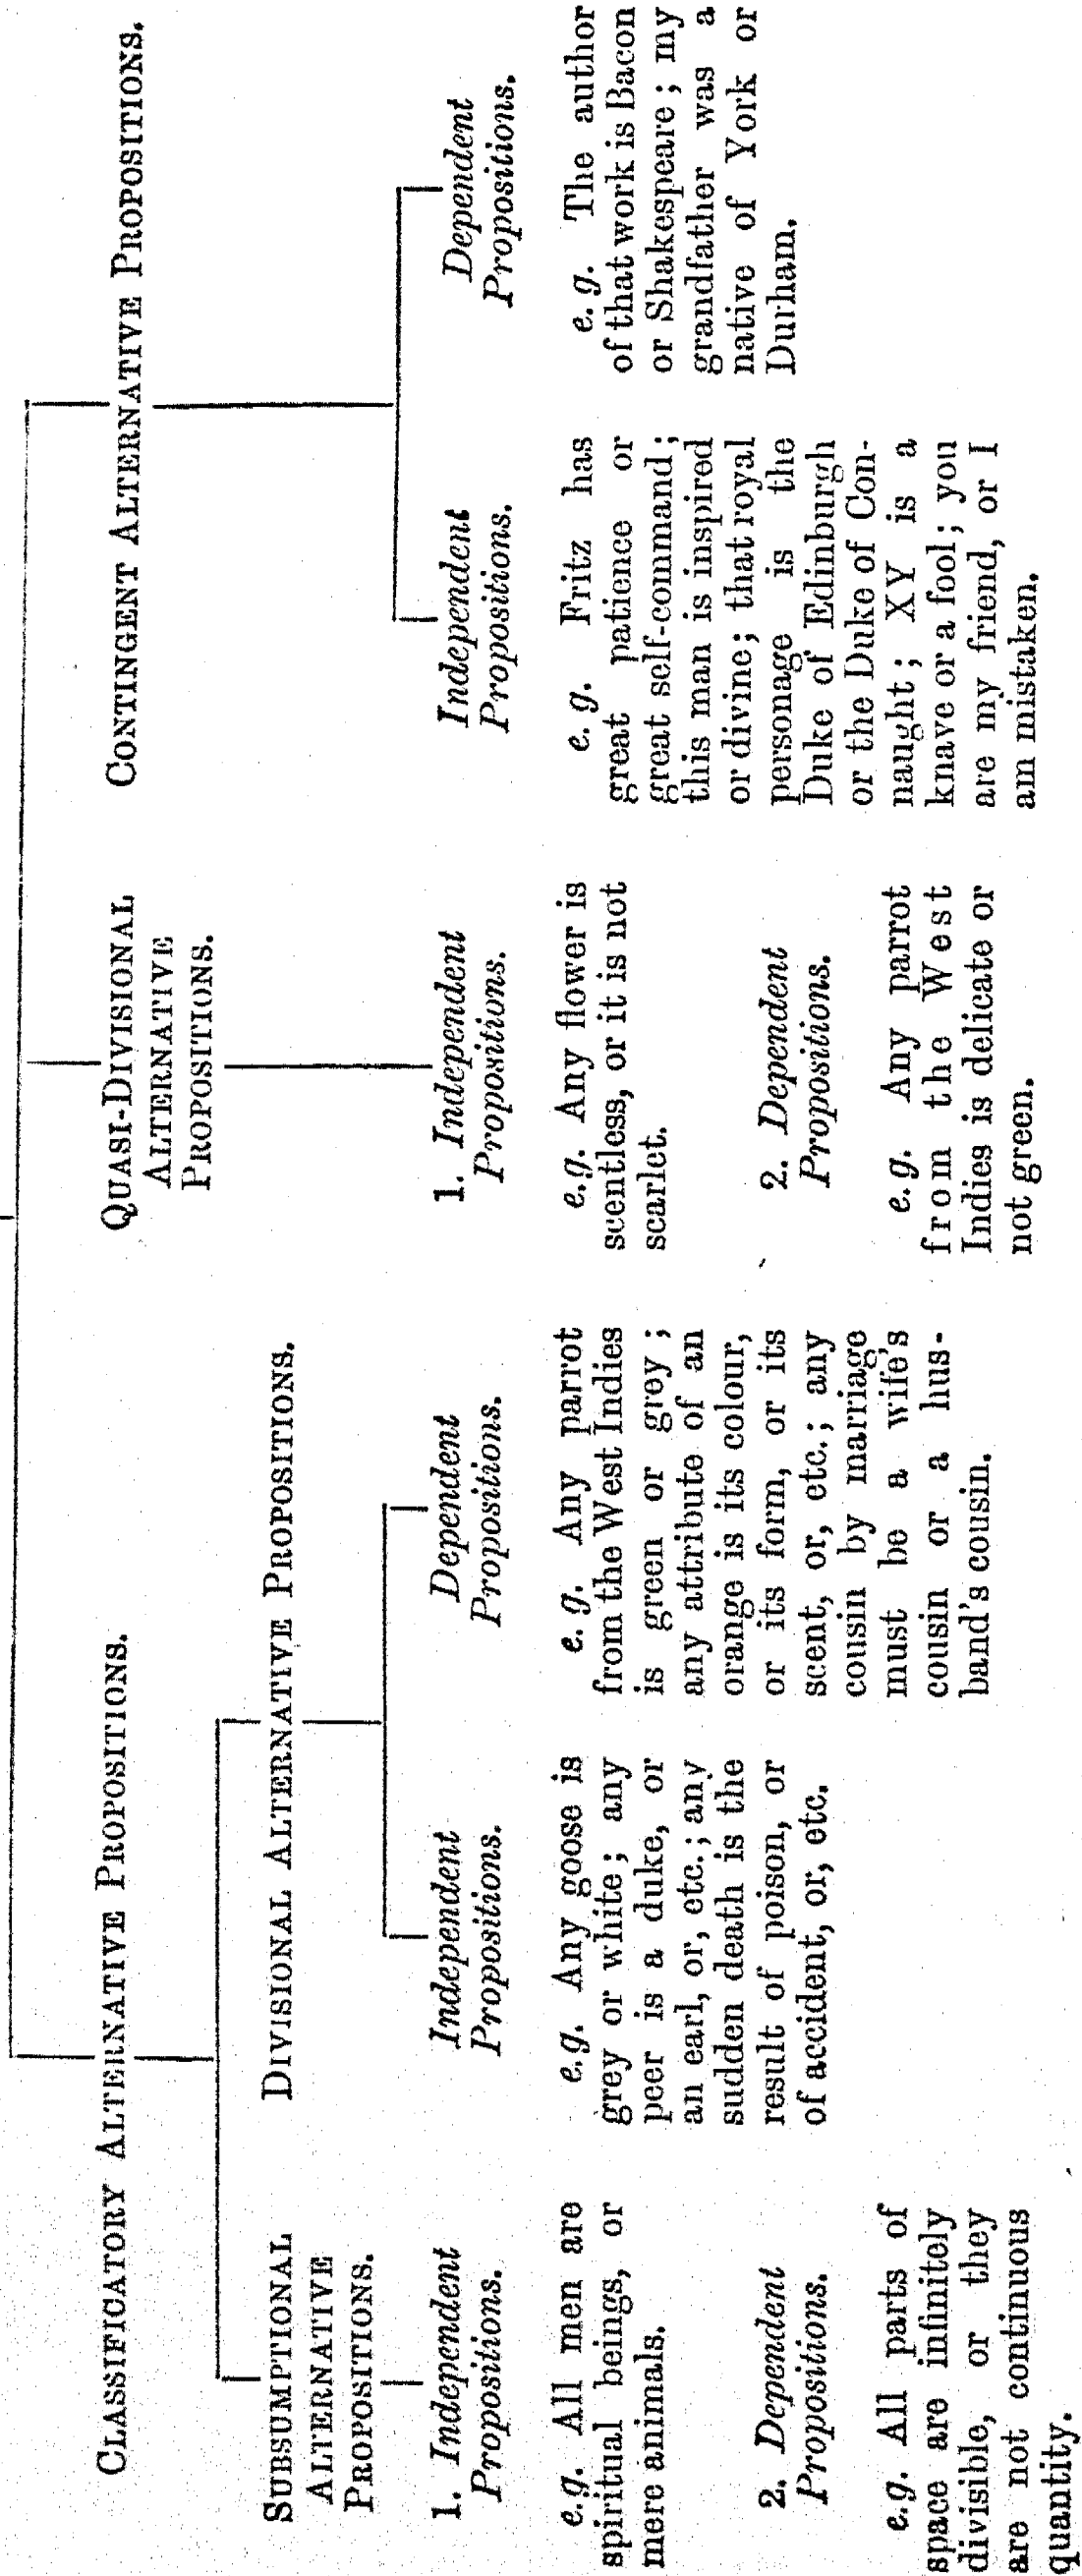 CLASSIFICATORY ALTERNATIVE PROPOSITIONS.
SUBSUMPTIONAL
ALTERNATIVE
PROPOSITIONS.
1. Independent
Propositions.
e.g. All men are
spiritual beings, or
mere animals.
2. Dependent
Propositions.
e.g. All parts of
space are infinitely
divisible, or they
are not continuous
quantity.
DIVISIONAL ALTERNATIVE PROPOSITIONS.
Independent
Propositions.
e.g. Any goose is
grey or white; any
peer is a duke, or
an earl, or, etc.; any
sudden death is the
result of poison, or
of accident, or, etc.
Dependent
Propositions.
e.g. Any parrot
from the West Indies
is green or grey;
any attribute of an
orange is its colour,
or its form, or its
scent, or, etc.; any
cousin by marriage
must be a wife's
cousin or a hus-
band's cousin.
QUASI-DIVISIONAL
ALTERNATIVE
PROPOSITIONS.
1. Independent
Propositions.
e.g. Any flower is
scentless, or it is not
scarlet.
2. Dependent
Propositions.
e.g. Any parrot
from the West
Indies is delicate or
not green.
CONTINGENT ALTERNATIVE PROPOSITIONS.
Independent
Propositions.
e.g. Fritz has
great patience or
great self-command;
this man is inspired
or divine; that royal
personage is the
Duke of Edinburgh
or the Duke of Con-
naught; XY is a
knave or a fool; you
are my friend, or I
am mistaken.
Dependent
Propositions.
e.g. The author
of that work is Bacon
or Shakespeare; my
grandfather was a
native of York or
Durham.